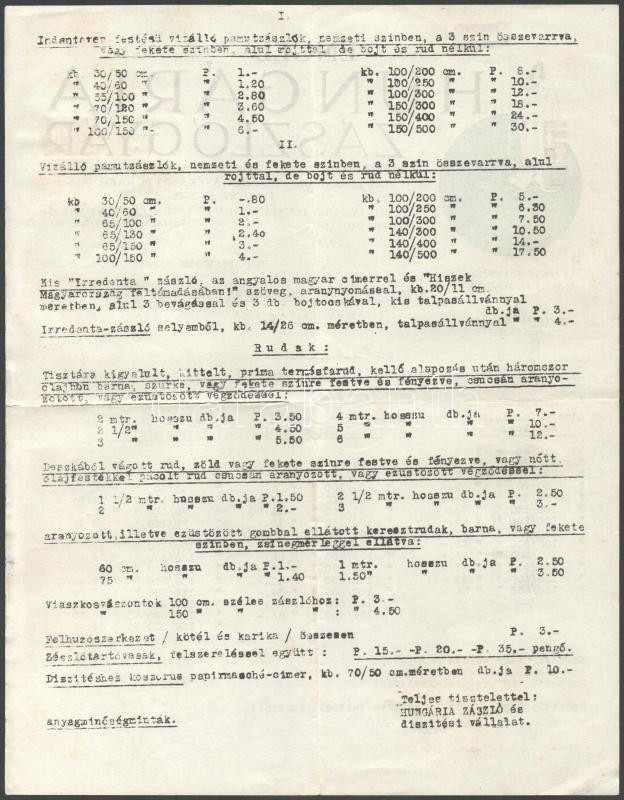 I.
Indantoren festésü vizálló pamutzászlók, nemzeti szinben, a 3 szin összevarrva,
vagy fekete szinben, alul rojttal, de bojt és rud nélkül:
kb. 30/50 cm. P. 1.- kb. 100/200 cm. P. 8.-
" 40/60 " " 1.20 " 100/250 " " 10.-
" 55/100 " " 2.80 " 100/300 " " 12.-
" 70/120 " " 3.60 " 150/300 " " 18.-
" 70/150 " " 4.50 " 150/400 " " 24.-
" 100/150 " " 6.- " 150/500 " " 30.-
II.
Vizálló pamutzászlók, nemzeti és fekete szinben, a 3 szin összevarrva, alul
rojttal, de bojt és rud nélkül:
kb 30/50 cm. P. -.80 kb. 100/200 cm. P. 5.-
" 40/60 " " 1.- " 100/250 " " 6.30
" 65/100 " " 2.- " 100/300 " " 7.50
" 65/130 " " 2.40 " 140/300 " " 10.50
" 65/150 " " 3.- " 140/400 " " 14.-
" 100/150 " " 4.- " 140/500 " " 17.50
Kis "Irredenta " zászló, az angyalos magyar cimerrel és "Hiszek
Magyarország feltámadásában!" szöveg, aranynyomással, kb.20/11 cm.
méretben, alul 3 bevágással és 3 db. bojtocskával, kis talpasállvánnyal
db.ja P. 3.-
Irredenta-zászló selyemből, kb. 14/26 cm. méretben, talpasállvánnyal " " 4.-
Rudak:
Tisztára kigyalult, kittelt, prima termésfarud, kellő alapozás után háromszor
olajban barna, szürke, vagy fekete szinre festve és fényezve, csucsán aranyo-
zótott, vagy ezüstözött végződéssel:
2 mtr. hosszu db.ja P. 3.50 4 mtr. hosszu db.ja P. 7.-
2 1/2" " " " 4.50 5 " " " " 10.-
3 " " " " 5.50 6 " " " " 12.-
Deszkából vágott rud, zöld vagy fekete szinre festve és fényezve, vagy nőtt
olajfestékkel pácolt rud csucsán aranyozott, vagy ezüstözött végződéssel:
1 1/2 mtr. hosszu db.ja P.1.50 2 1/2 mtr. hosszu db.ja P. 2.50
2 " " " " 2.- 3 " " " " 3.-
aranyozott,illetve ezüstözött gombbal ellátott keresztrudak, barna, vagy fekete
szinben, zsinegmérleggel ellátva:
60 cm. hosszu db.ja P.1.- 1 mtr. hosszu db.ja P. 2.50
75 " " " " 1.40 1.50" " " " 3.50
Viaszkosvászontok 100 cm. széles zászlóhoz: P. 3.-
" 150 " " " : " 4.50
Felhuzószerkezet / kötél és karika / összesen P. 3.-
Zászlótartóvasak, felszereléssel együtt : P. 15.- -P. 20.- -P. 35.- pengő.
Diszitéshez koszorus papirmasché-cimer, kb. 70/50 cm.méretben db.ja P. 10.-
Teljes tisztelettel:
HUNGÁRIA ZÁSZLÓ és
diszitési vállalat.
anyagminőségminták.